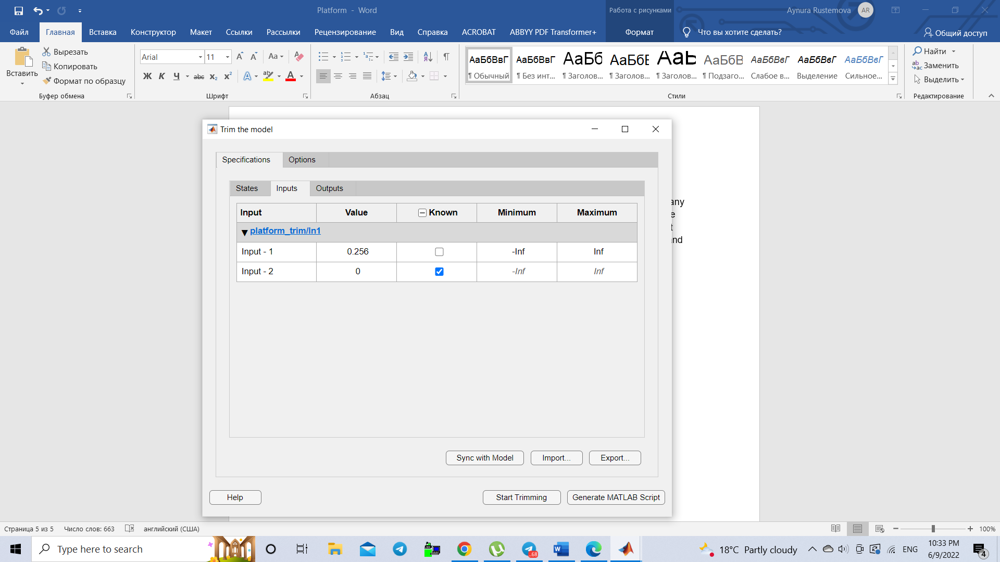 Platform - Word
Работа с рисунками
Aynura Rustemova
AR
Файл
Главная
Вставка
Конструктор
Макет
Ссылки
Рассылки
Рецензирование
Вид
Справка
ACROBAT
ABBYY PDF Transformer+
Формат
Что вы хотите сделать?
Общий доступ
Вставить
Вырезать
Копировать
Формат по образцу
Буфер обмена
Arial
11
Aa
Ж К Ч abc x₂ x²
Шрифт
Абзац
АаБбВвГ АаБбВвГ АаБб АаБбЕ АаЬ АаБбВ АаБбВвГ АаБбВвГ АаБбВвГ
¶ Обычный ¶ Без инт... ¶ Заголов... ¶ Заголов... ¶ Заголов... ¶ Подзаго... Слабое в... Выделение Сильное...
Стили
Найти
Заменить
Выделить
Редактирование
Trim the model
Specifications Options
States Inputs Outputs
Input Value Known Minimum Maximum
platform_trim/In1
Input - 1 0.256 -Inf Inf
Input - 2 0 -Inf Inf
Sync with Model Import... Export...
Help Start Trimming Generate MATLAB Script
any
e
t
and
Страница 5 из 5 Число слов: 663 английский (США)
100%
Type here to search
68
18°C Partly cloudy
ENG
10:33 PM
6/9/2022
4